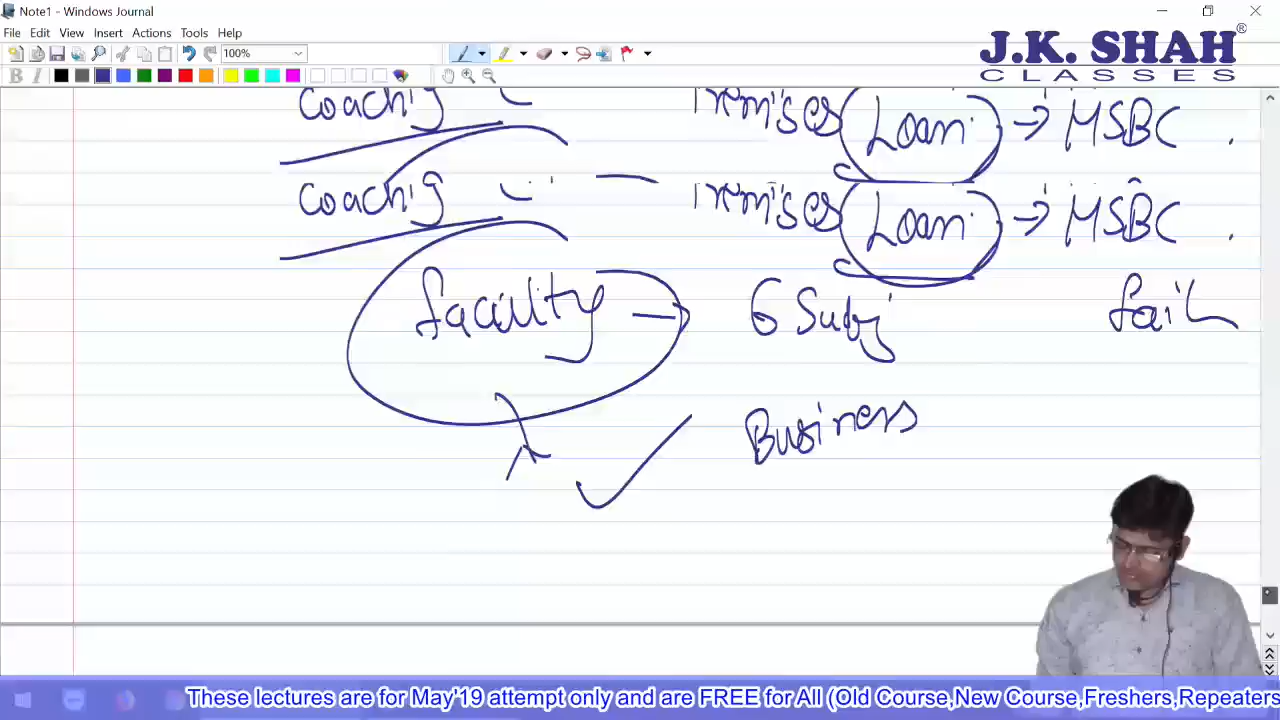 Note1 - Windows Journal
File Edit View Insert Actions Tools Help
100%
J.K. SHAH ®
CLASSES
B I
Coaching Premises Loan → MSBC
Coaching Premises Loan → MSBC
faculty → 6 Subj fail
Business
These lectures are for May'19 attempt only and are FREE for All (Old Course,New Course,Freshers,Repeaters